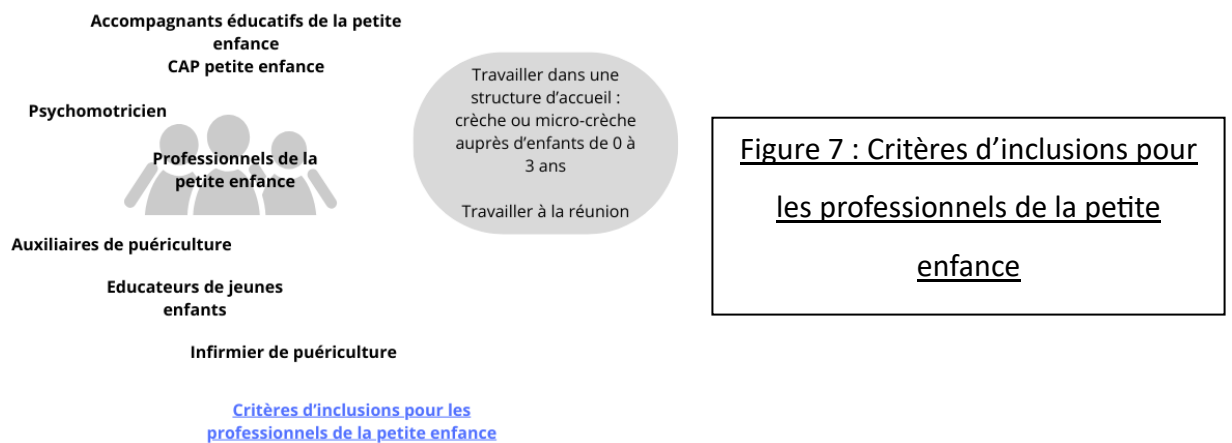 Accompagnants éducatifs de la petite
enfance
CAP petite enfance
Psychomotricien
Professionnels de la
petite enfance
Auxiliaires de puériculture
Educateurs de jeunes
enfants
Infirmier de puériculture
Critères d’inclusions pour les
professionnels de la petite enfance
Travailler dans une
structure d’accueil :
crèche ou micro-crèche
auprès d’enfants de 0 à
3 ans
Travailler à la réunion
Figure 7 : Critères d’inclusions pour
les professionnels de la petite
enfance